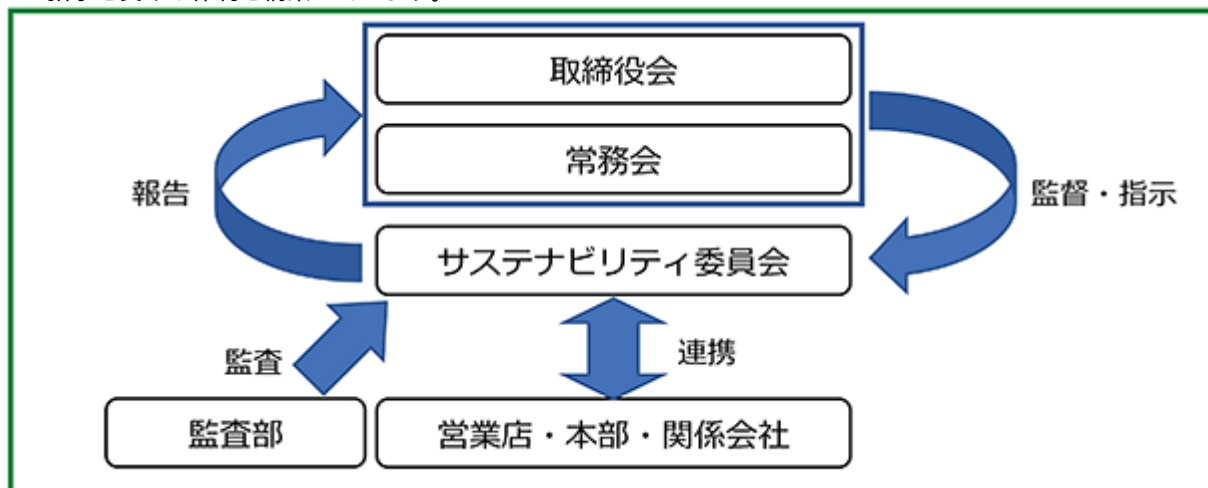 取締役会
常務会
報告
監督・指示
サステナビリティ委員会
監査
連携
監査部
営業店・本部・関係会社